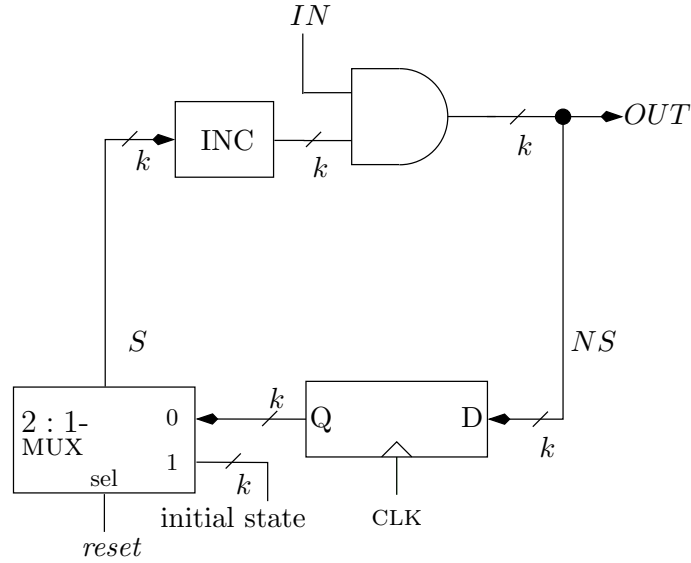 IN
OUT
INC
k
k
k
S
NS
k
k
2 : 1-
MUX
0
1
sel
Q
D
k
initial state
CLK
reset